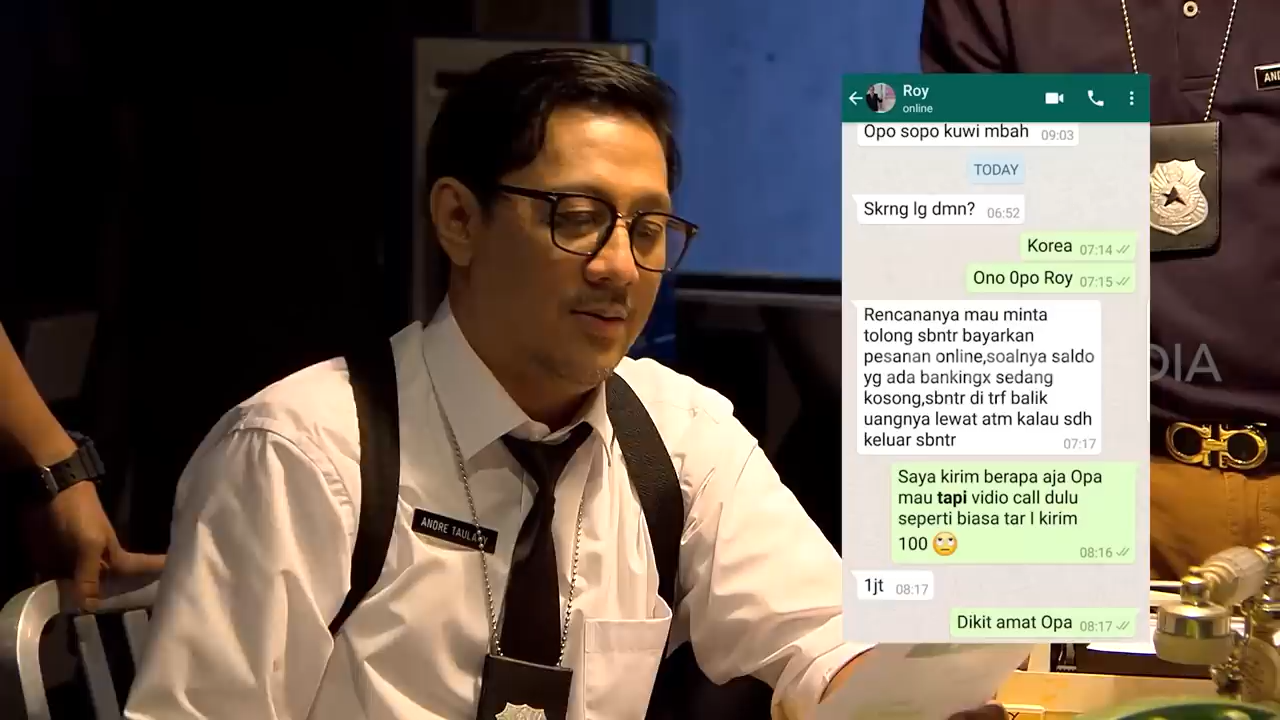 Roy
online
Opo sopo kuwi mbah 09:03
TODAY
Skrng lg dmn? 06:52
Korea 07:14
Ono 0po Roy 07:15
Rencananya mau minta
tolong sbntr bayarkan
pesanan online,soalnya saldo
yg ada bankingx sedang
kosong,sbntr di trf balik
uangnya lewat atm kalau sdh
keluar sbntr 07:17
Saya kirim berapa aja Opa
mau tapi vidio call dulu
seperti biasa tar I kirim
100 🙄 08:16
1jt 08:17
Dikit amat Opa 08:17
ANDRE TAULANY
AND
DIA